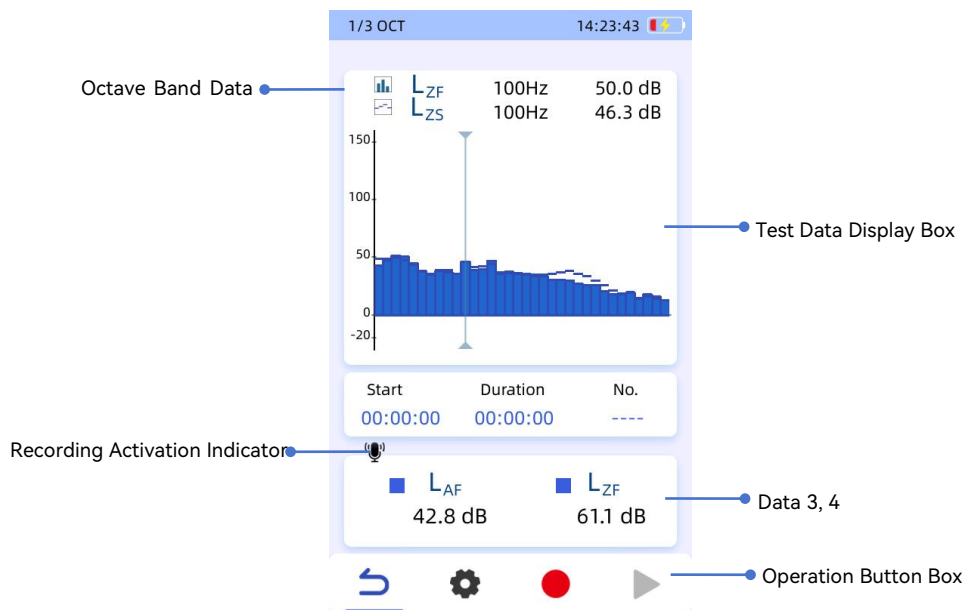 1/3 OCT 14:23:43
Octave Band Data
LZF 100Hz 50.0 dB
LZS 100Hz 46.3 dB
150
100
50
0
-20
Test Data Display Box
Start Duration No.
00:00:00 00:00:00 ----
Recording Activation Indicator
LAF LZF
42.8 dB 61.1 dB
Data 3, 4
Operation Button Box